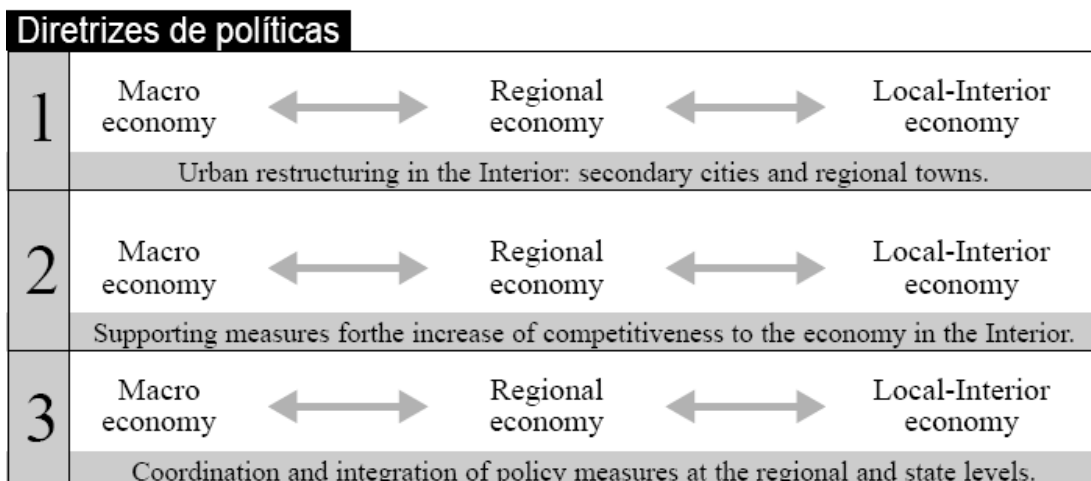 Diretrizes de políticas
1
Macro economy
Regional economy
Local-Interior economy
Urban restructuring in the Interior: secondary cities and regional towns.
2
Macro economy
Regional economy
Local-Interior economy
Supporting measures forthe increase of competitiveness to the economy in the Interior.
3
Macro economy
Regional economy
Local-Interior economy
Coordination and integration of policy measures at the regional and state levels.